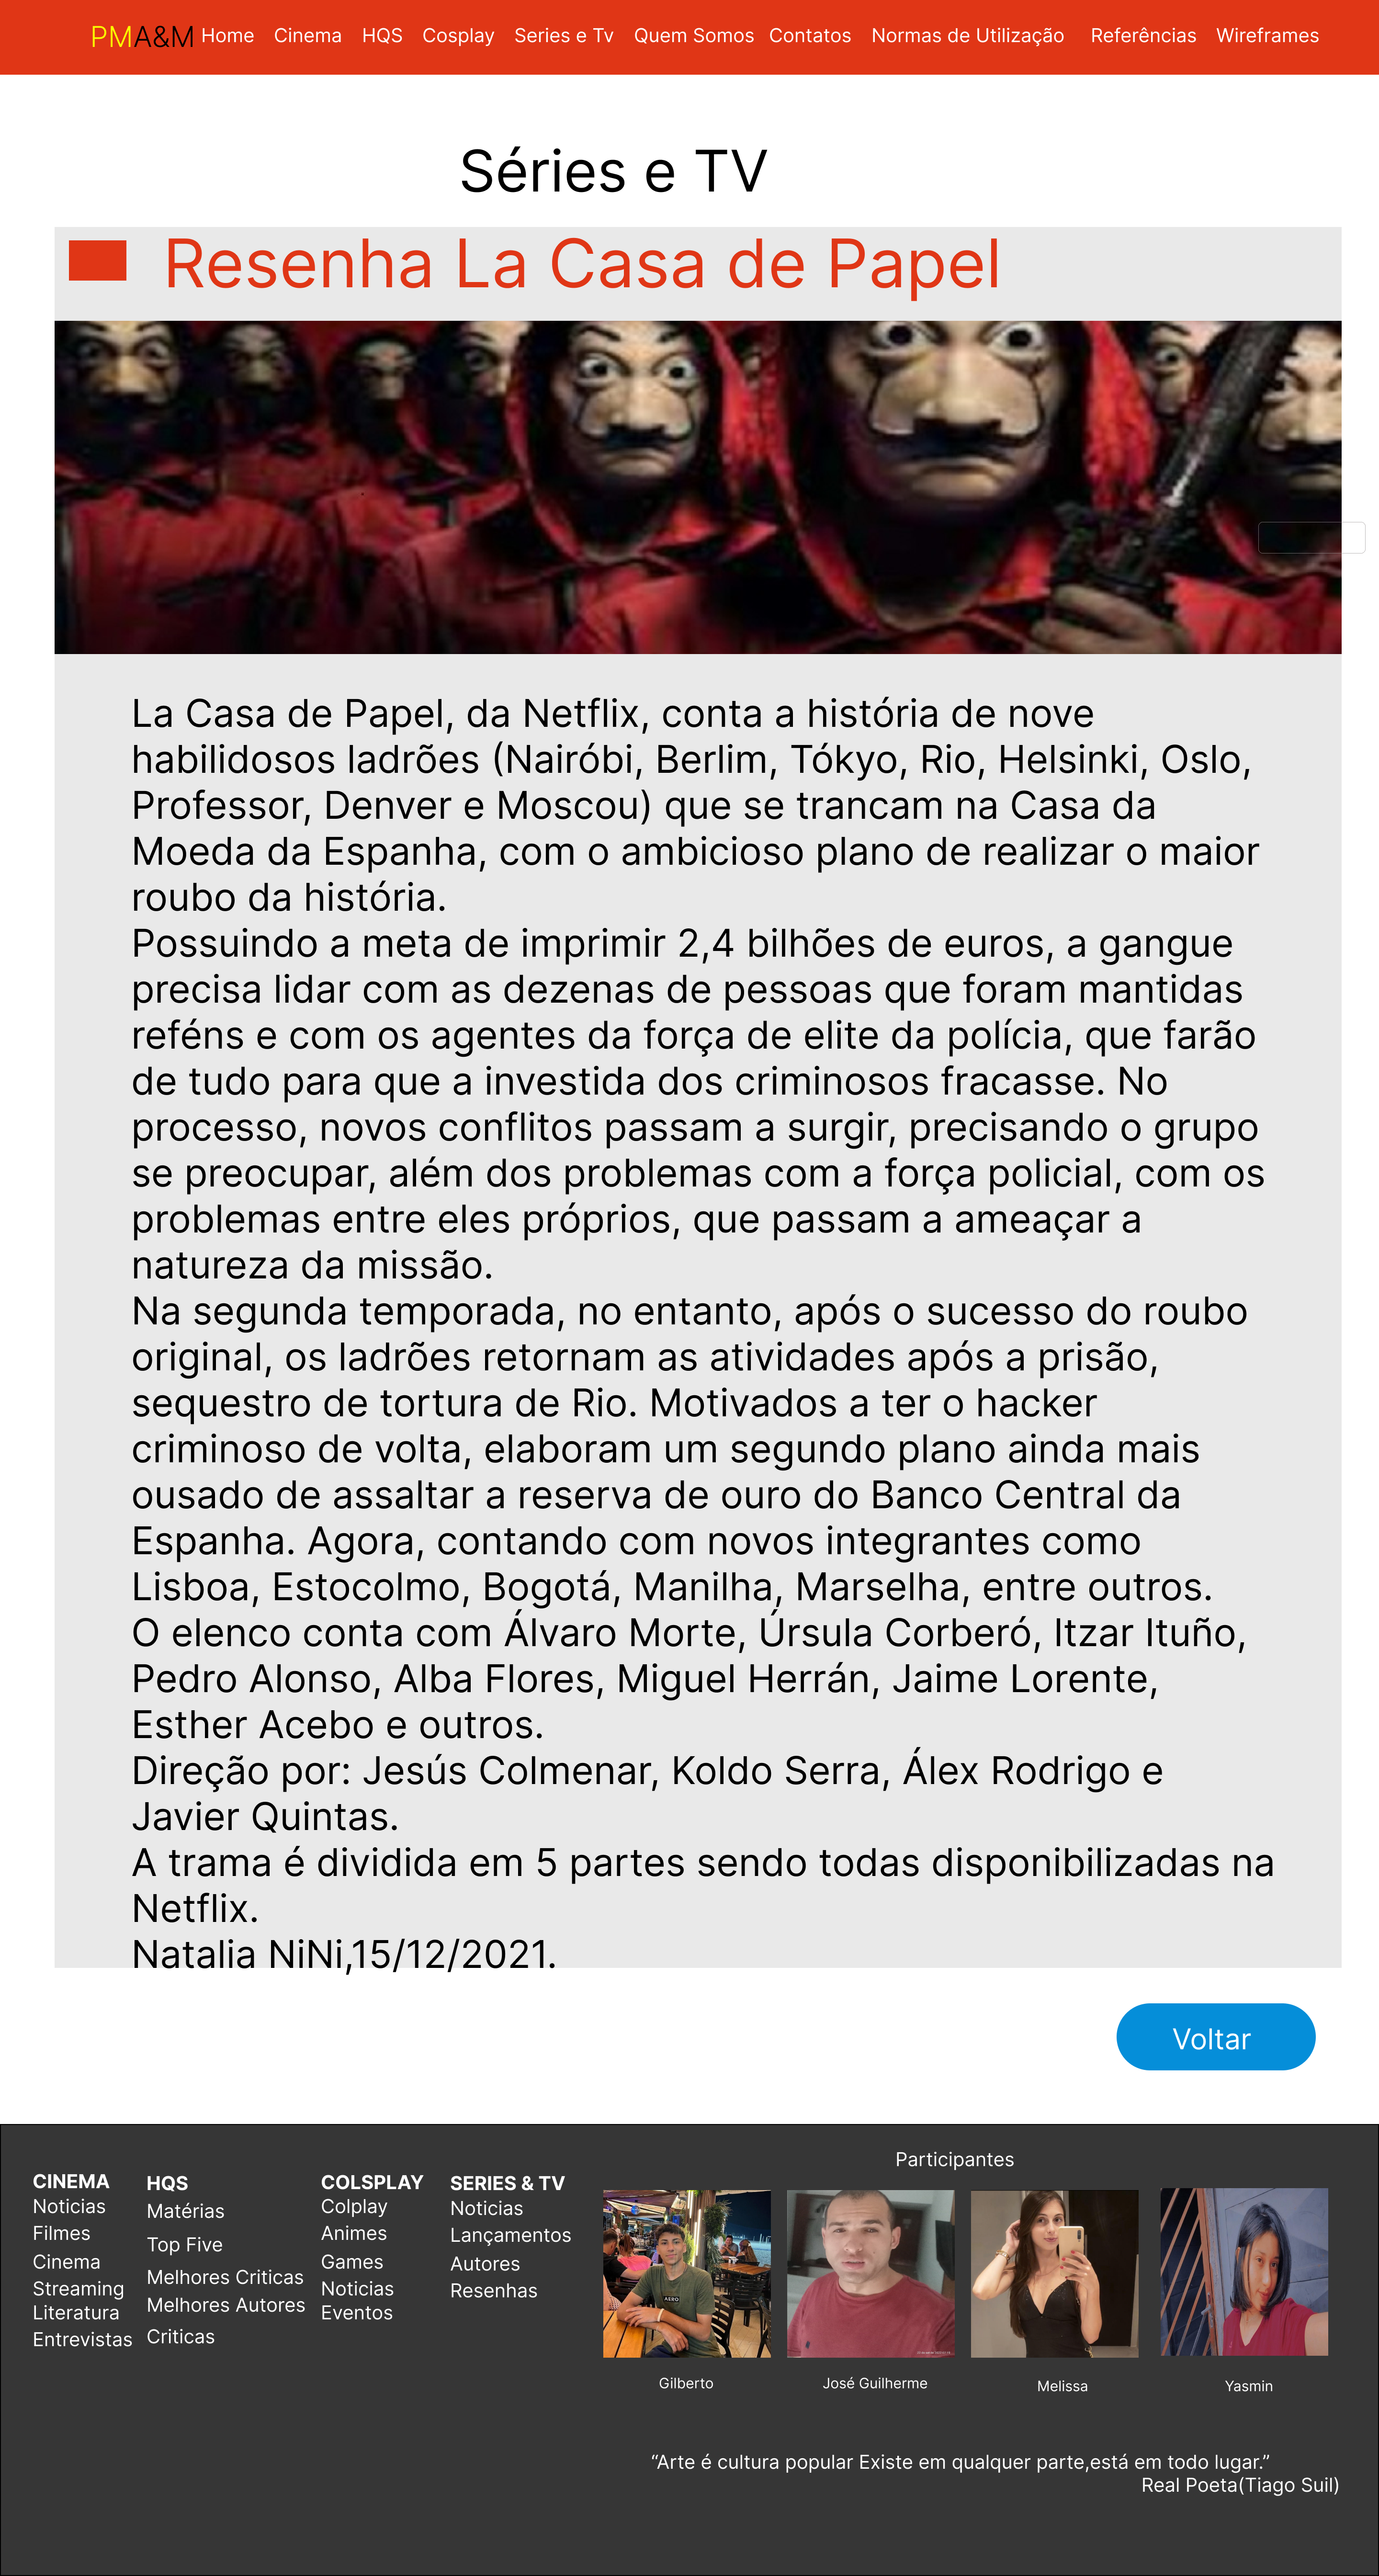 PMA&M Home Cinema HQS Cosplay Series e Tv Quem Somos Contatos Normas de Utilização Referências Wireframes
Séries e TV
Resenha La Casa de Papel
La Casa de Papel, da Netflix, conta a história de nove
habilidosos ladrões (Nairóbi, Berlim, Tókyo, Rio, Helsinki, Oslo,
Professor, Denver e Moscou) que se trancam na Casa da
Moeda da Espanha, com o ambicioso plano de realizar o maior
roubo da história.
Possuindo a meta de imprimir 2,4 bilhões de euros, a gangue
precisa lidar com as dezenas de pessoas que foram mantidas
reféns e com os agentes da força de elite da polícia, que farão
de tudo para que a investida dos criminosos fracasse. No
processo, novos conflitos passam a surgir, precisando o grupo
se preocupar, além dos problemas com a força policial, com os
problemas entre eles próprios, que passam a ameaçar a
natureza da missão.
Na segunda temporada, no entanto, após o sucesso do roubo
original, os ladrões retornam as atividades após a prisão,
sequestro de tortura de Rio. Motivados a ter o hacker
criminoso de volta, elaboram um segundo plano ainda mais
ousado de assaltar a reserva de ouro do Banco Central da
Espanha. Agora, contando com novos integrantes como
Lisboa, Estocolmo, Bogotá, Manilha, Marselha, entre outros.
O elenco conta com Álvaro Morte, Úrsula Corberó, Itzar Ituño,
Pedro Alonso, Alba Flores, Miguel Herrán, Jaime Lorente,
Esther Acebo e outros.
Direção por: Jesús Colmenar, Koldo Serra, Álex Rodrigo e
Javier Quintas.
A trama é dividida em 5 partes sendo todas disponibilizadas na
Netflix.
Natalia NiNi,15/12/2021.
Voltar
CINEMA
Noticias
Filmes
Cinema
Streaming
Literatura
Entrevistas
HQS
Matérias
Top Five
Melhores Criticas
Melhores Autores
Criticas
COLSPLAY
Colplay
Animes
Games
Noticias
Eventos
SERIES & TV
Noticias
Lançamentos
Autores
Resenhas
Participantes
AERO
Gilberto
José Guilherme
Melissa
Yasmin
“Arte é cultura popular Existe em qualquer parte,está em todo lugar.”
Real Poeta(Tiago Suil)